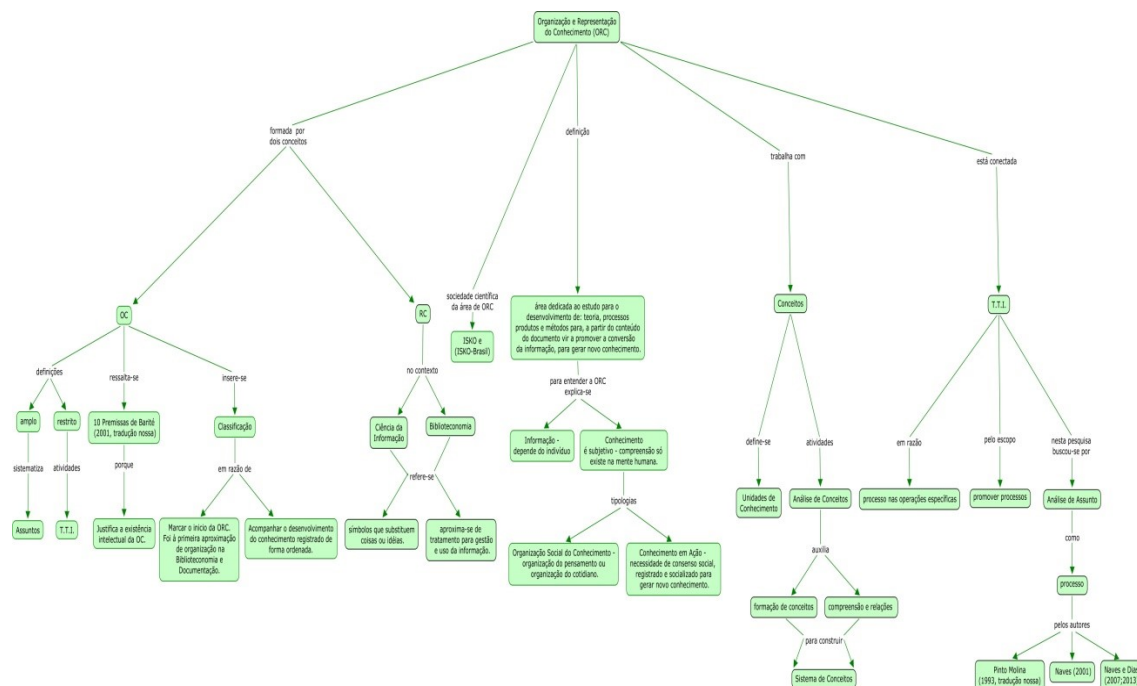 Organização e Representação
do Conhecimento (ORC)
formada por
dois conceitos
definição
trabalha com
está conectada
sociedade científica
da área de ORC
OC
RC
ISKO e
(ISKO-Brasil)
área dedicada ao estudo para o
desenvolvimento de: teoria, processos
produtos e métodos para, a partir do conteúdo
do documento vir a promover a conversão
da informação, para gerar novo conhecimento.
Conceitos
T.T.I.
definições
ressalta-se
insere-se
no contexto
para entender a ORC
explica-se
amplo
restrito
10 Premissas de Barité
(2001, tradução nossa)
Classificação
Ciência da
Informação
Biblioteconomia
Informação -
depende do individuo
Conhecimento
é subjetivo - compreensão só
existe na mente humana.
define-se
atividades
em razão
pelo escopo
nesta pesquisa
buscou-se por
sistematiza
atividades
porque
em razão de
refere-se
tipologias
Unidades de
Conhecimento
Análise de Conceitos
processo nas operações específicas
promover processos
Análise de Assunto
Assuntos
T.T.I.
Justifica a existência
intelectual da OC.
Marcar o inicio da ORC.
Foi à primeira aproximação
de organização na
Biblioteconomia e
Documentação.
Acompanhar o desenvolvimento
do conhecimento registrado de
forma ordenada.
símbolos que substituem
coisas ou idéias.
aproxima-se de
tratamento para gestão
e uso da informação.
Organização Social do Conhecimento -
organização do pensamento ou
organização do cotidiano.
Conhecimento em Ação -
necessidade de consenso social,
registrado e socializado para
gerar novo conhecimento.
auxilia
como
formação de conceitos
compreensão e relações
processo
para construir
pelos autores
Sistema de Conceitos
Pinto Molina
(1993, tradução nossa)
Naves (2001)
Naves e Dias
(2007;2013)